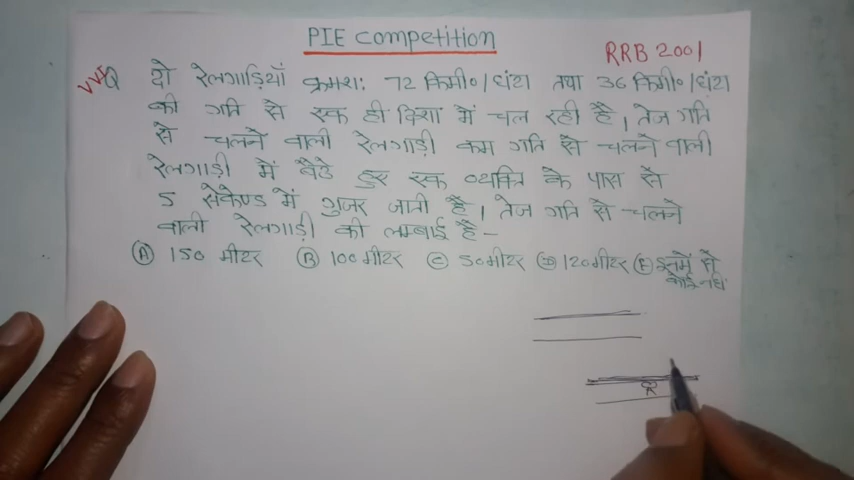 PIE Competition
RRB 2001
VVI Q दो रेलगाड़ियाँ क्रमशः 72 किमी०/घंटा तथा 36 किमी०/घंटा
की गति से एक ही दिशा में चल रही है, तेज गति
से चलने वाली रेलगाड़ी कम गति से चलने वाली
रेलगाड़ी में बैठे हुए एक व्यक्ति के पास से
5 सेकेण्ड में गुजर जाती है, तेज गति से चलने
वाली रेलगाड़ी की लम्बाई है-
(A) 150 मीटर (B) 100 मीटर (C) 50 मीटर (D) 120 मीटर (E) इनमें से
कोई नहीं